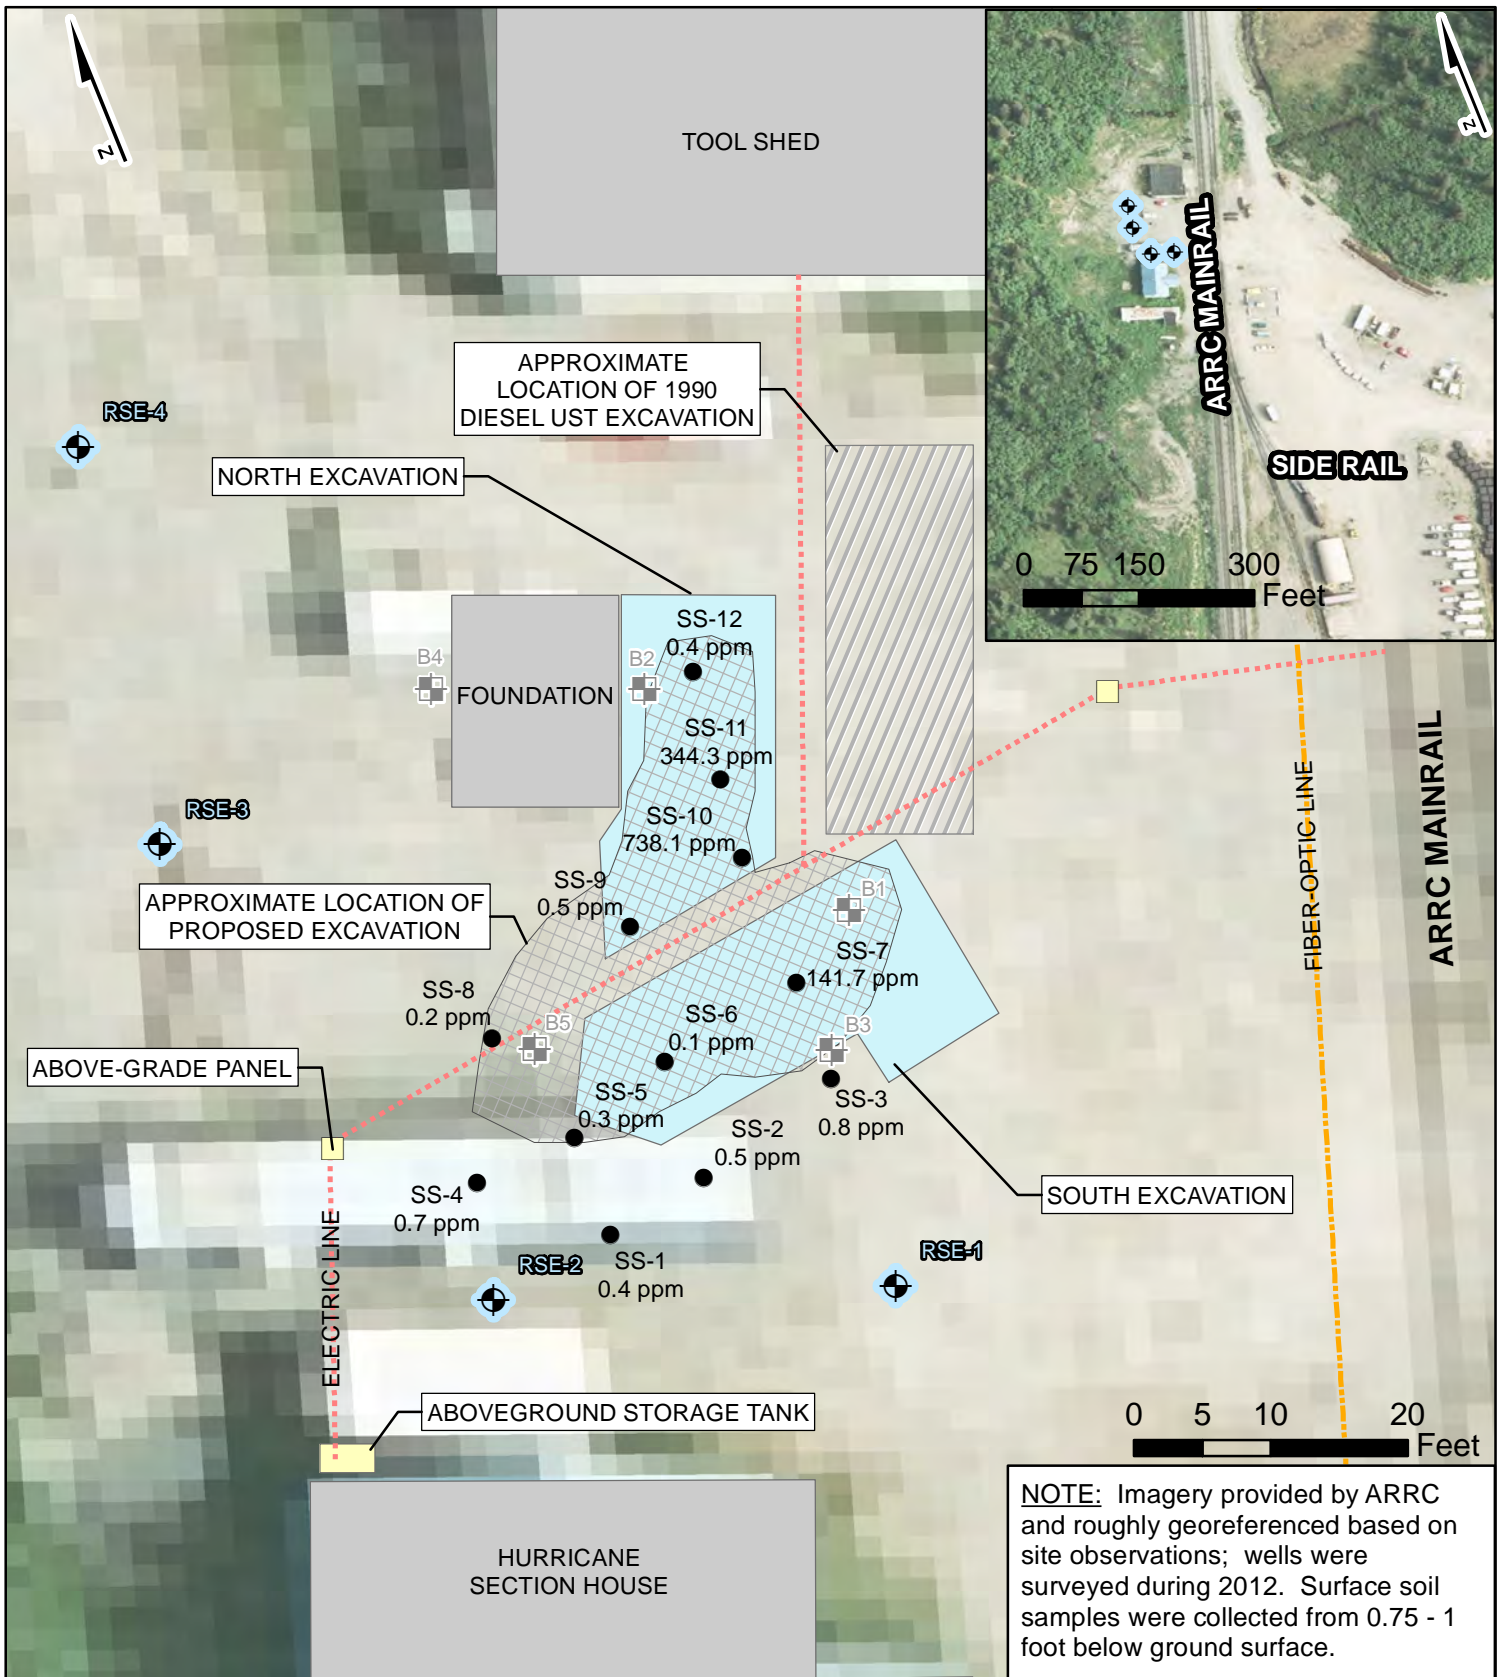 N
TOOL SHED
N
ARRC MAINRAIL
SIDE RAIL
0 75 150 300
Feet
APPROXIMATE
LOCATION OF 1990
DIESEL UST EXCAVATION
RSE-4
NORTH EXCAVATION
SS-12
0.4 ppm
B4
B2
FOUNDATION
SS-11
344.3 ppm
RSE-3
SS-10
738.1 ppm
FIBER-OPTIC LINE
ARRC MAINRAIL
SS-9
0.5 ppm
B1
APPROXIMATE LOCATION OF
PROPOSED EXCAVATION
SS-7
141.7 ppm
SS-8
0.2 ppm
B5
SS-6
0.1 ppm
B3
ABOVE-GRADE PANEL
SS-5
0.3 ppm
SS-3
0.8 ppm
SS-2
0.5 ppm
SS-4
0.7 ppm
SOUTH EXCAVATION
ELECTRIC LINE
RSE-2
SS-1
0.4 ppm
RSE-1
ABOVEGROUND STORAGE TANK
0 5 10 20
Feet
HURRICANE
SECTION HOUSE
NOTE: Imagery provided by ARRC
and roughly georeferenced based on
site observations; wells were
surveyed during 2012. Surface soil
samples were collected from 0.75 - 1
foot below ground surface.